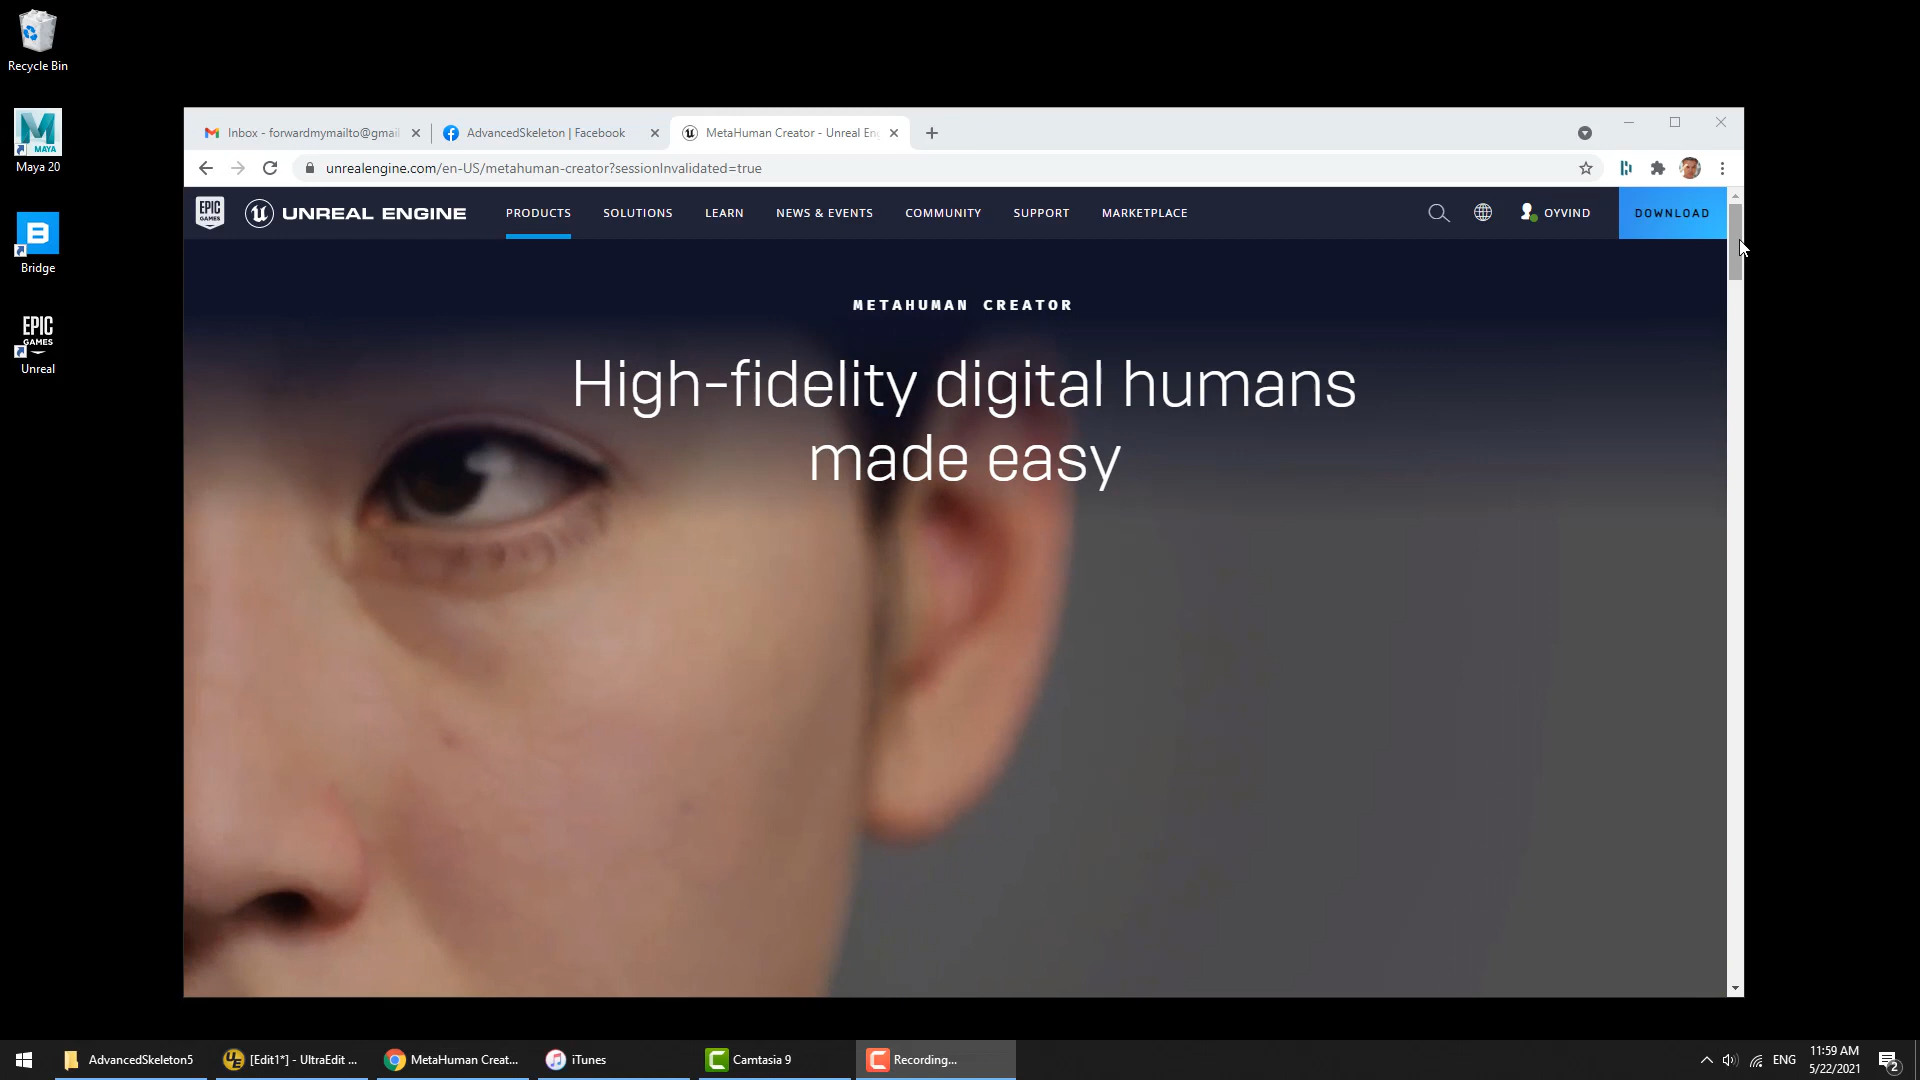 Recycle Bin
MAYA
Maya 20
B
Bridge
EPIC
GAMES
Unreal
Inbox - forwardmymailto@gmai
AdvancedSkeleton | Facebook
MetaHuman Creator - Unreal En
unrealengine.com/en-US/metahuman-creator?sessionInvalidated=true
EPIC
GAMES
UNREAL ENGINE
PRODUCTS
SOLUTIONS
LEARN
NEWS & EVENTS
COMMUNITY
SUPPORT
MARKETPLACE
OYVIND
DOWNLOAD
METAHUMAN CREATOR
High-fidelity digital humans
made easy
AdvancedSkeleton5
[Edit1*] - UltraEdit ...
MetaHuman Creat...
iTunes
Camtasia 9
Recording...
ENG
11:59 AM
5/22/2021
2